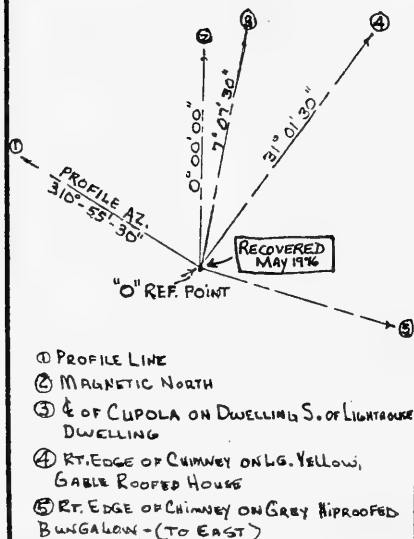 ②
③
④
0°00'00"
7°07'30"
31°01'30"
①
PROFILE AZ.
310°-55'-30"
RECOVERED
MAY 1976
"0" REF. POINT
⑤
① PROFILE LINE
② MAGNETIC NORTH
③ ℄ OF CUPOLA ON DWELLING S. OF LIGHTHOUSE
DWELLING
④ RT. EDGE OF CHIMNEY ON LG. YELLOW,
GABLE ROOFED HOUSE
⑤ RT. EDGE OF CHIMNEY ON GREY HIPROOFED
BUNGALOW - (TO EAST)